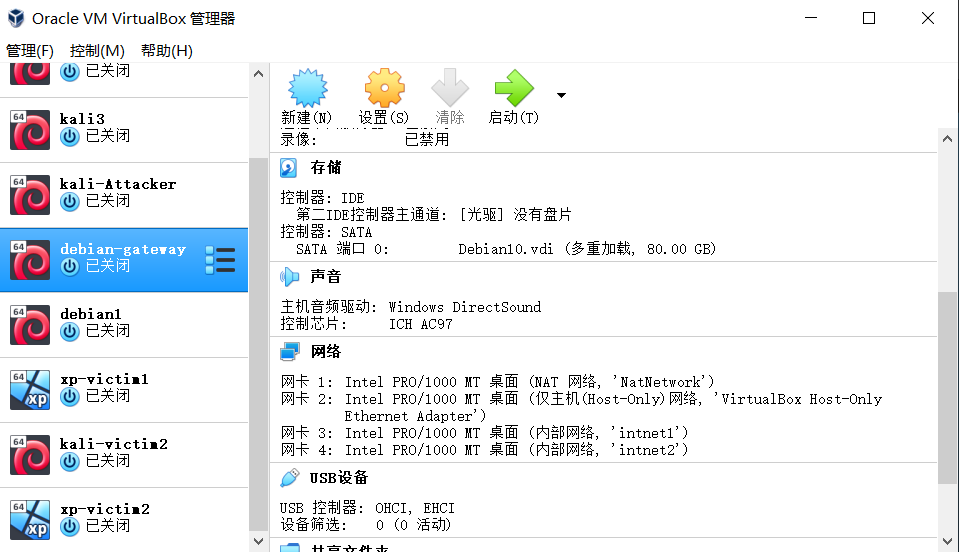 Oracle VM VirtualBox 管理器
管理(F) 控制(M) 帮助(H)
已关闭
64
kali3
已关闭
64
kali-Attacker
已关闭
64
debian-gateway
已关闭
64
debian1
已关闭
64
xp
xp-victim1
已关闭
64
kali-victim2
已关闭
64
xp
xp-victim2
已关闭
新建(N) 设置(S) 清除 启动(T)
录像: 已禁用
存储
控制器: IDE
第二IDE控制器主通道: [光驱] 没有盘片
控制器: SATA
SATA 端口 0: Debian10.vdi (多重加载, 80.00 GB)
声音
主机音频驱动: Windows DirectSound
控制芯片: ICH AC97
网络
网卡 1: Intel PRO/1000 MT 桌面 (NAT 网络, 'NatNetwork')
网卡 2: Intel PRO/1000 MT 桌面 (仅主机(Host-Only)网络, 'VirtualBox Host-Only
Ethernet Adapter')
网卡 3: Intel PRO/1000 MT 桌面 (内部网络, 'intnet1')
网卡 4: Intel PRO/1000 MT 桌面 (内部网络, 'intnet2')
USB设备
USB 控制器: OHCI, EHCI
设备筛选: 0 (0 活动)
共享文件夹